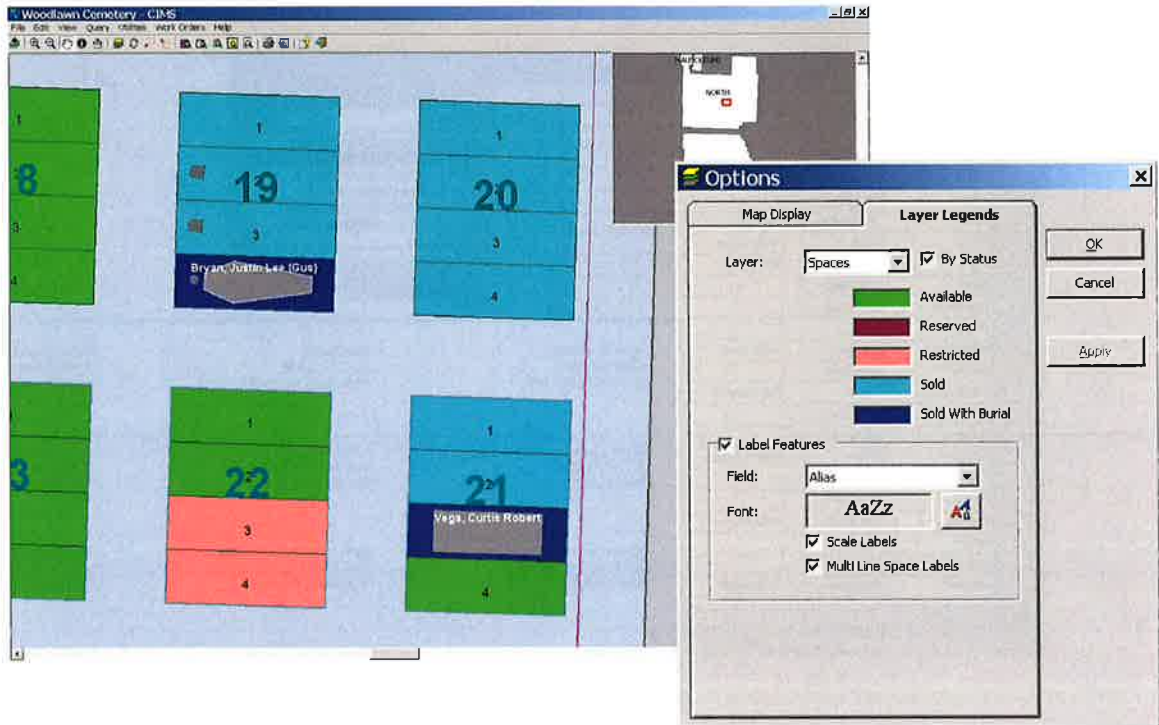 Woodlawn Cemetery - CIMS
File Edit View Query Utilities Work Orders Help
NORTH
1
8
3
4
1
19
3
Bryan, Justin Lee (Gus)
1
20
3
4
3
1
22
3
4
1
21
Vega, Curtis Robert
4
Options
Map Display Layer Legends
Layer: Spaces By Status
Available
Reserved
Restricted
Sold
Sold With Burial
Label Features
Field: Alias
Font: AaZz
Scale Labels
Multi Line Space Labels
OK
Cancel
Apply